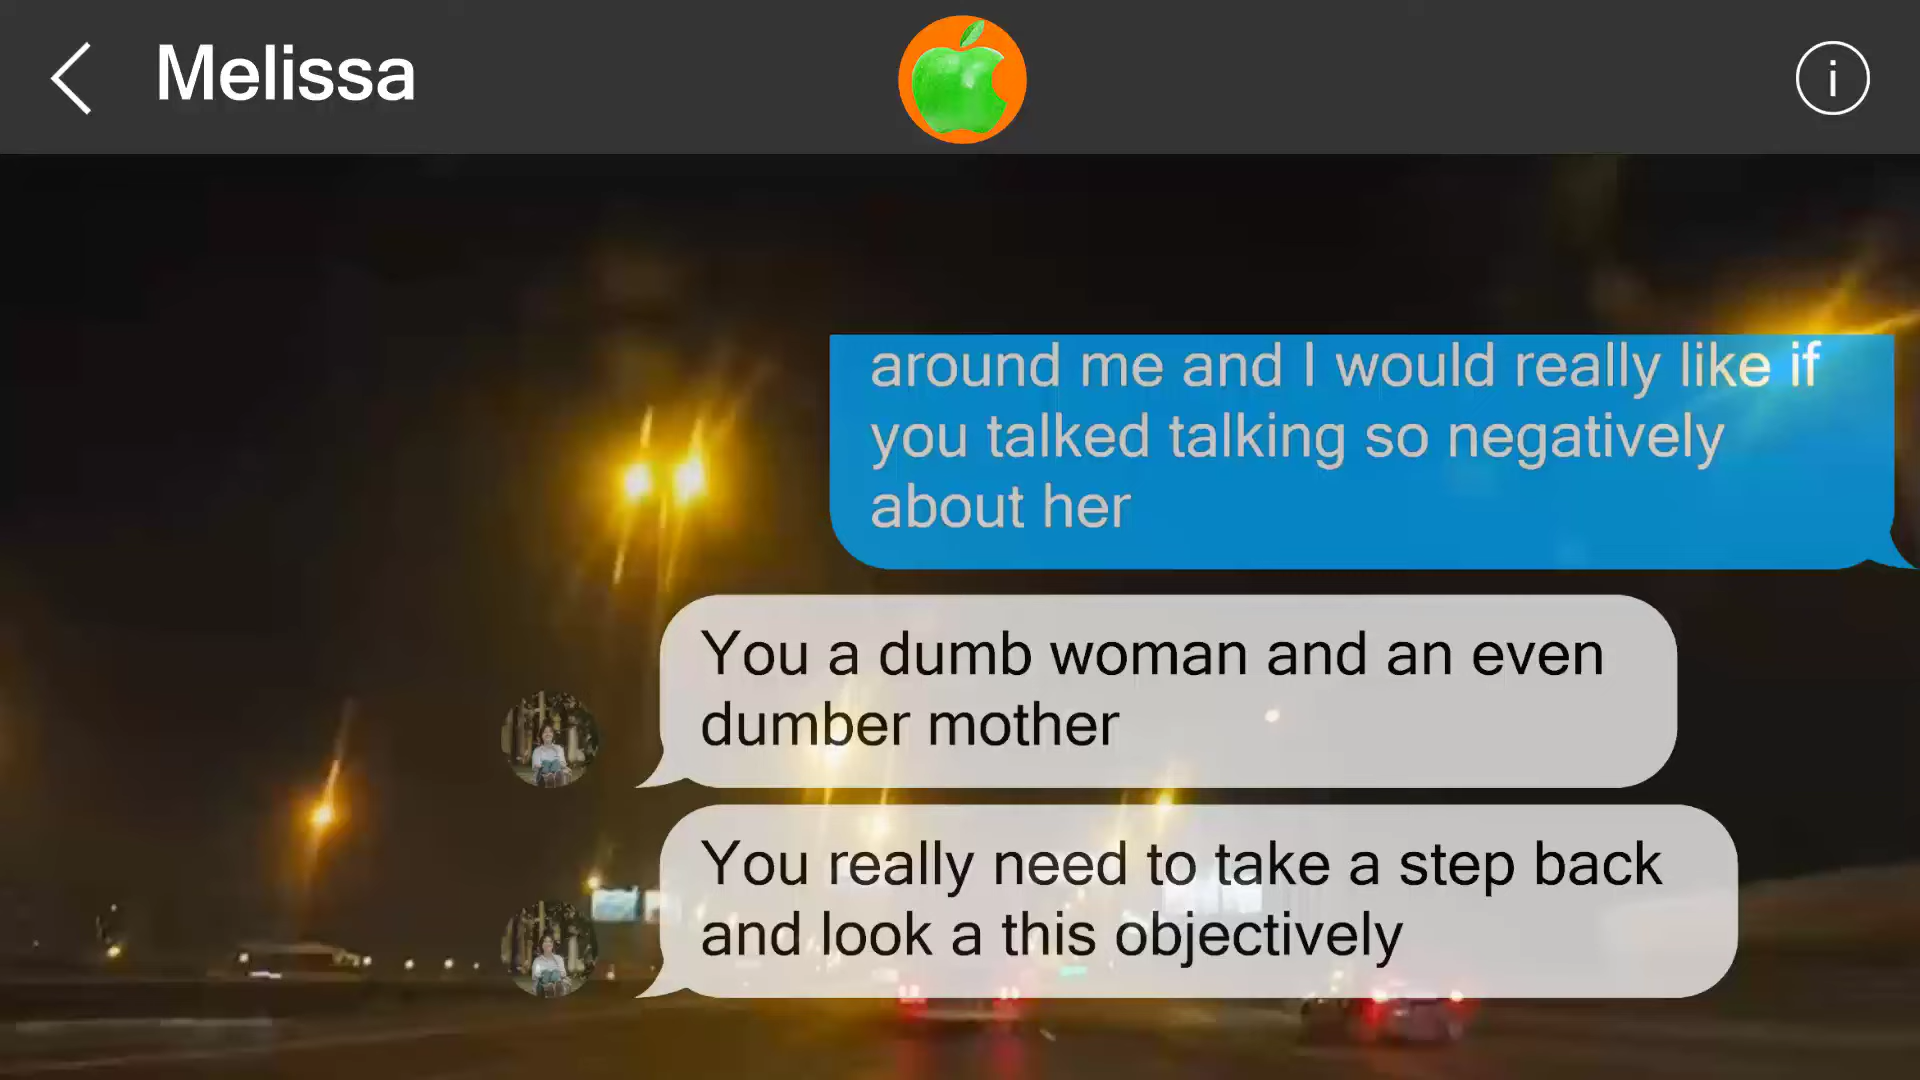 Melissa
i
around me and I would really like if
you talked talking so negatively
about her
You a dumb woman and an even
dumber mother
You really need to take a step back
and look a this objectively